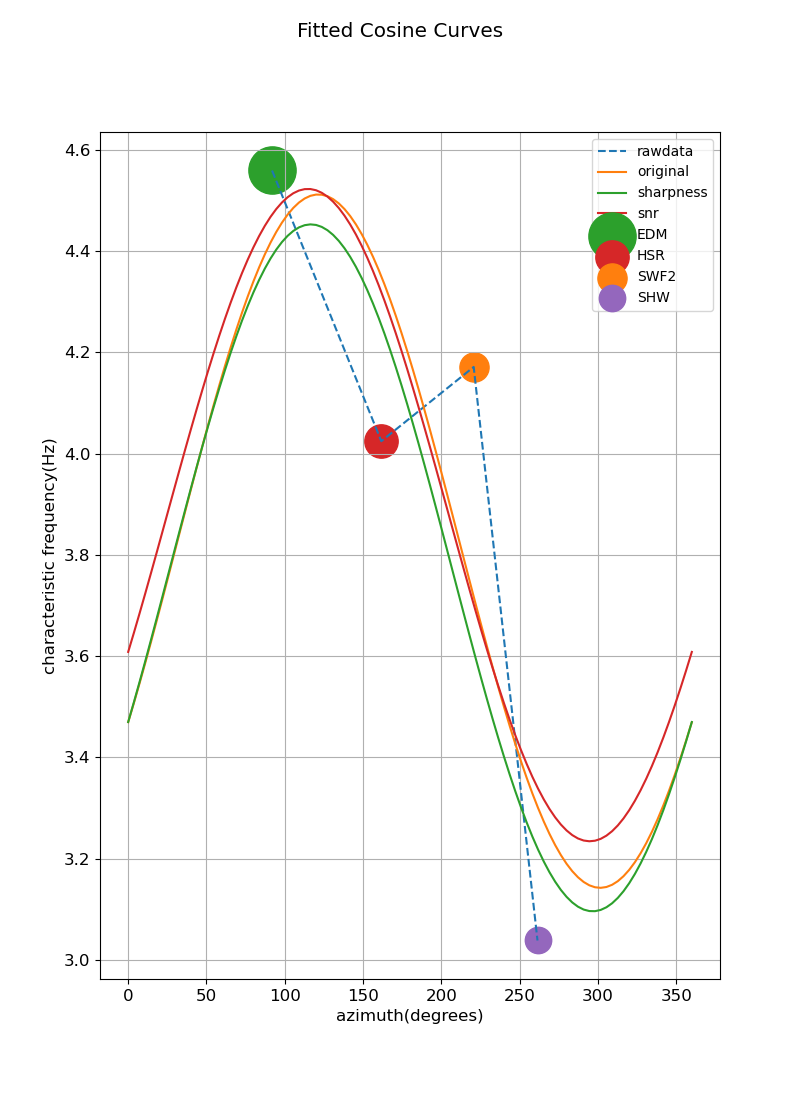 Fitted Cosine Curves
4.6
4.4
4.2
4.0
3.8
3.6
3.4
3.2
3.0
characteristic frequency(Hz)
rawdata
original
sharpness
snr
EDM
HSR
SWF2
SHW
0 50 100 150 200 250 300 350
azimuth(degrees)